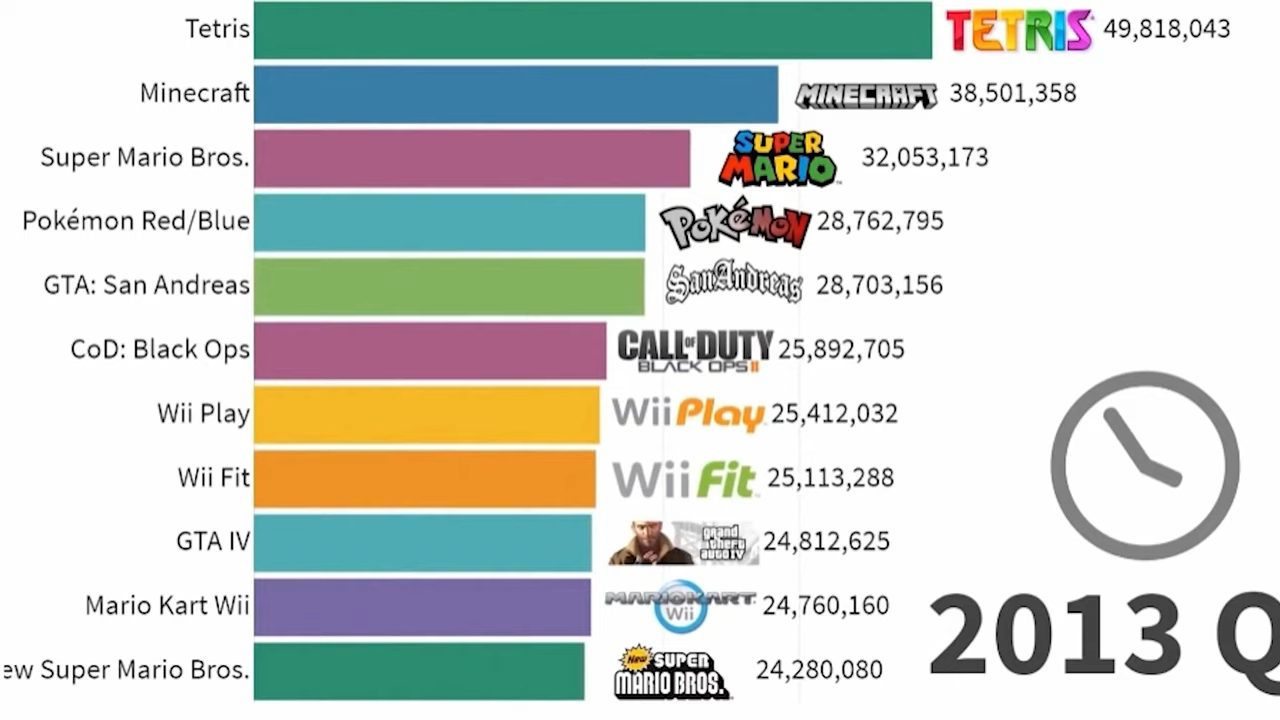 Tetris TETRIS 49,818,043
Minecraft MINECRAFT 38,501,358
Super Mario Bros. SUPER MARIO TM 32,053,173
Pokémon Red/Blue POKéMON 28,762,795
GTA: San Andreas San Andreas 28,703,156
CoD: Black Ops CALL OF DUTY BLACK OPS II 25,892,705
Wii Play Wii Play 25,412,032
Wii Fit Wii Fit 25,113,288
GTA IV grand theft auto IV 24,812,625
Mario Kart Wii MARIOKART Wii 24,760,160
ew Super Mario Bros. New SUPER MARIO BROS. 24,280,080
2013 Q